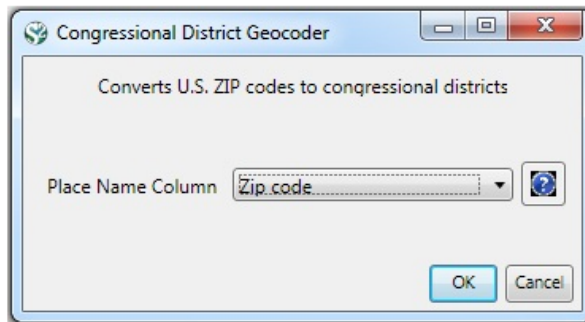 Congressional District Geocoder
Converts U.S. ZIP codes to congressional districts
Place Name Column Zip code ?
OK Cancel